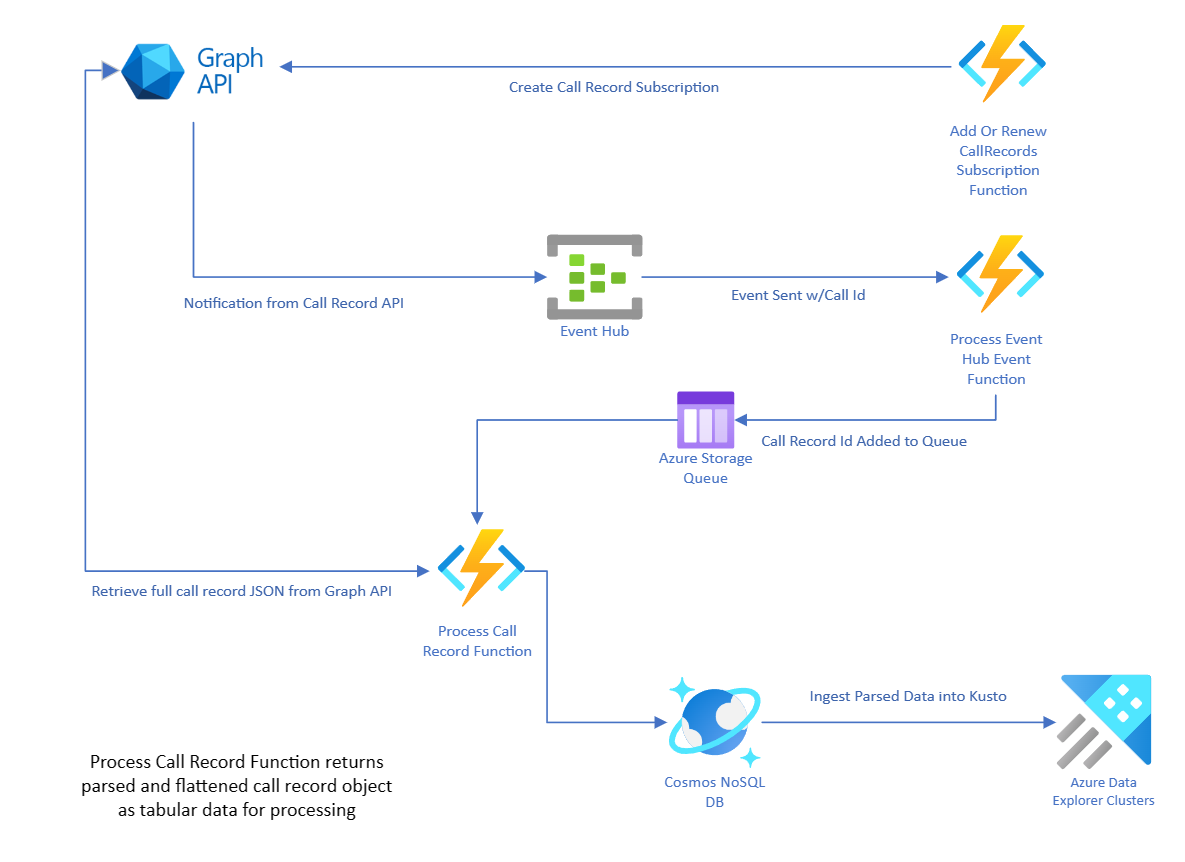 Graph
API
Create Call Record Subscription
Add Or Renew
CallRecords
Subscription
Function
Notification from Call Record API
Event Hub
Event Sent w/Call Id
Process Event
Hub Event
Function
Call Record Id Added to Queue
Azure Storage
Queue
Retrieve full call record JSON from Graph API
Process Call
Record Function
Ingest Parsed Data into Kusto
Cosmos NoSQL
DB
Azure Data
Explorer Clusters
Process Call Record Function returns
parsed and flattened call record object
as tabular data for processing